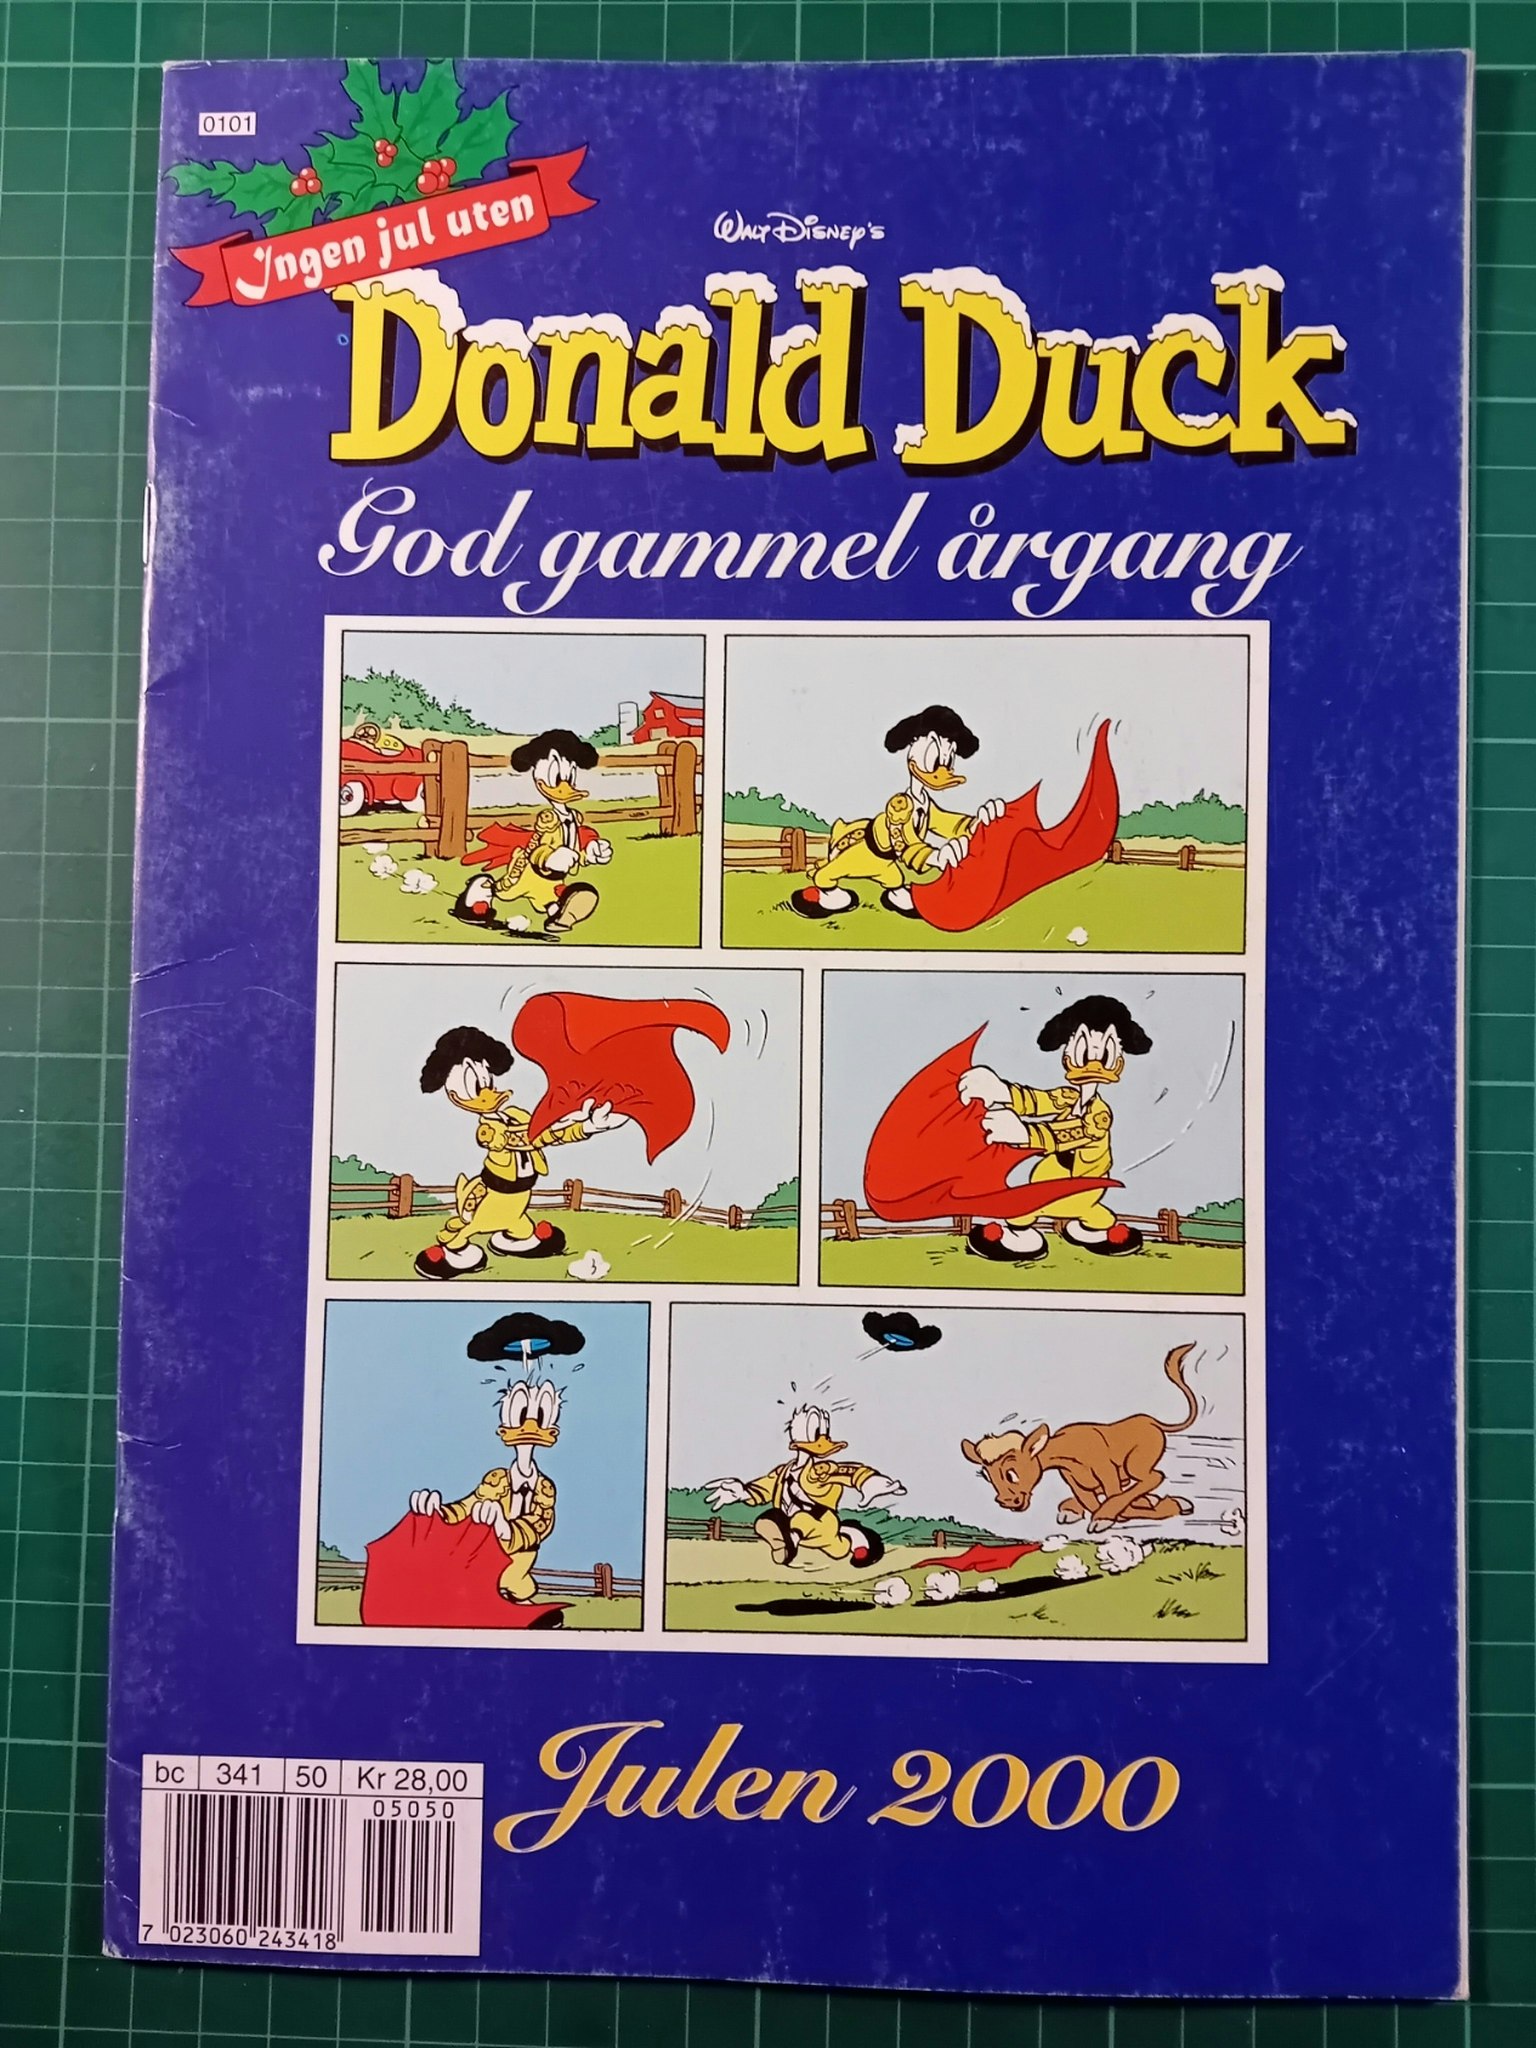 0101
Ingen jul uten
Walt Disney's
Donald Duck
God gammel årgang
Julen 2000
bc 341 50 Kr 28,00
05050
7 023060 243418